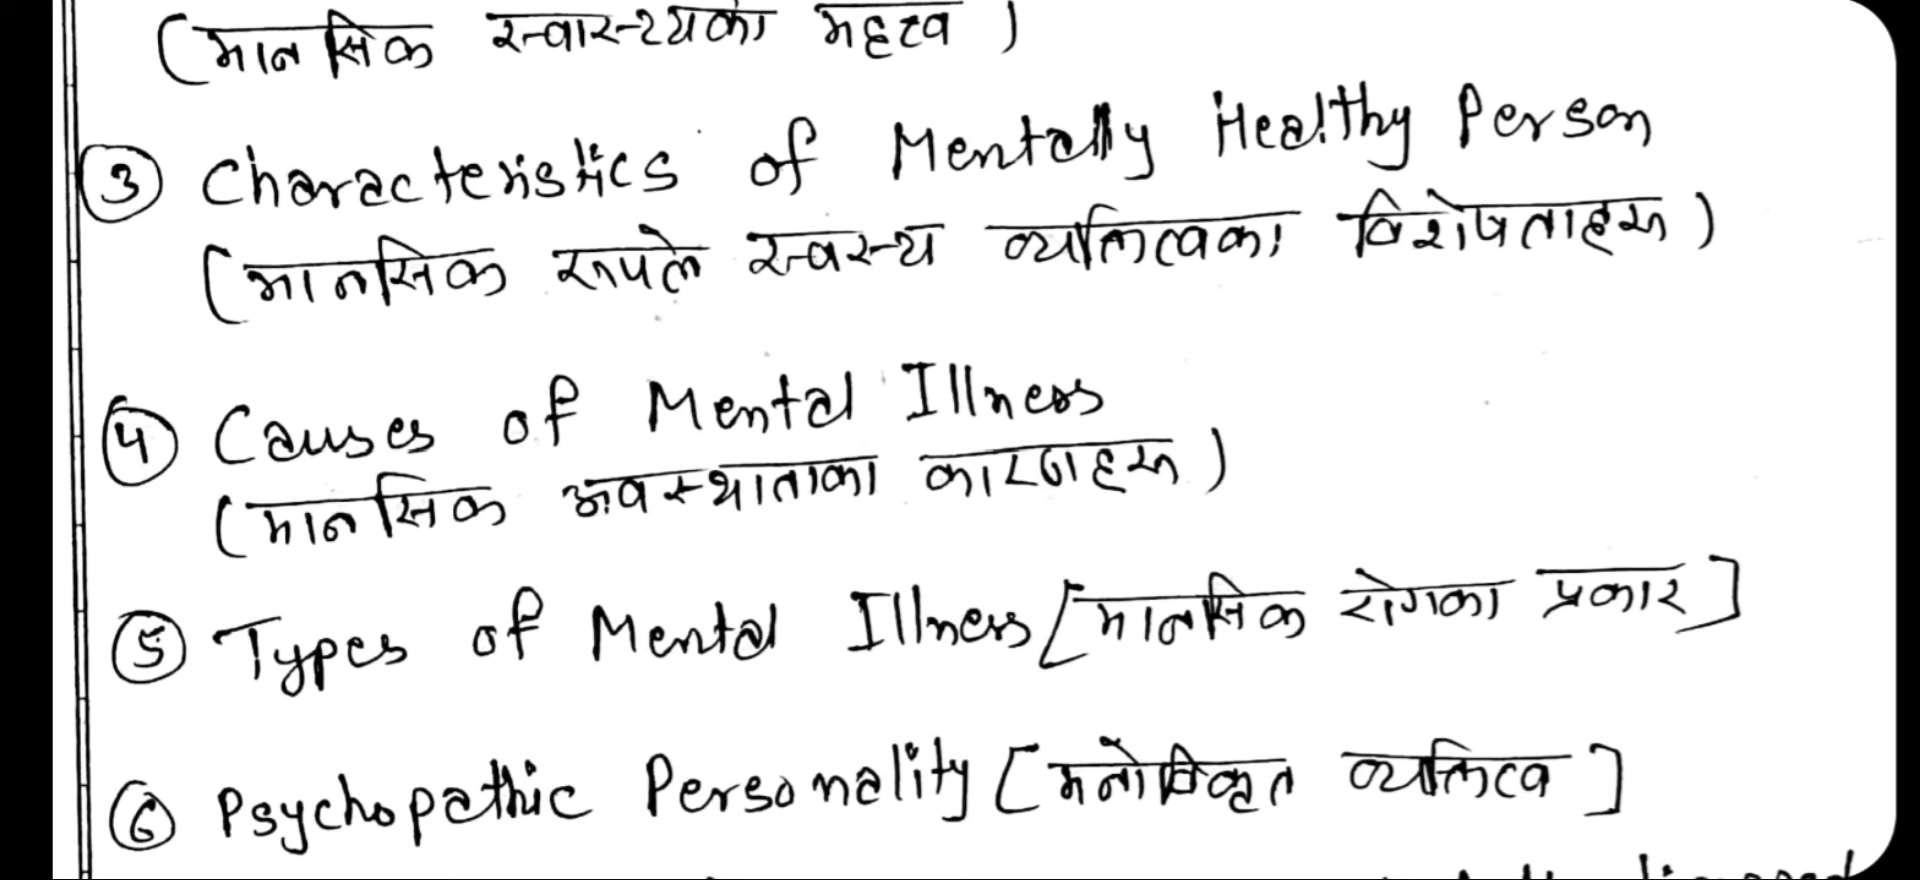 (मानसिक स्वास्थ्यका महत्व)
③ Characteristics of Mentally Healthy Person
(मानसिक रूपले स्वस्थ व्यक्तित्वका विशेषताहरू)
④ Causes of Mental Illness
(मानसिक अवस्थाताका कारणहरू)
⑤ Types of Mental Illness [मानसिक रोगका प्रकार]
⑥ Psychopathic Personality [मनोविकृत व्यक्तित्व]